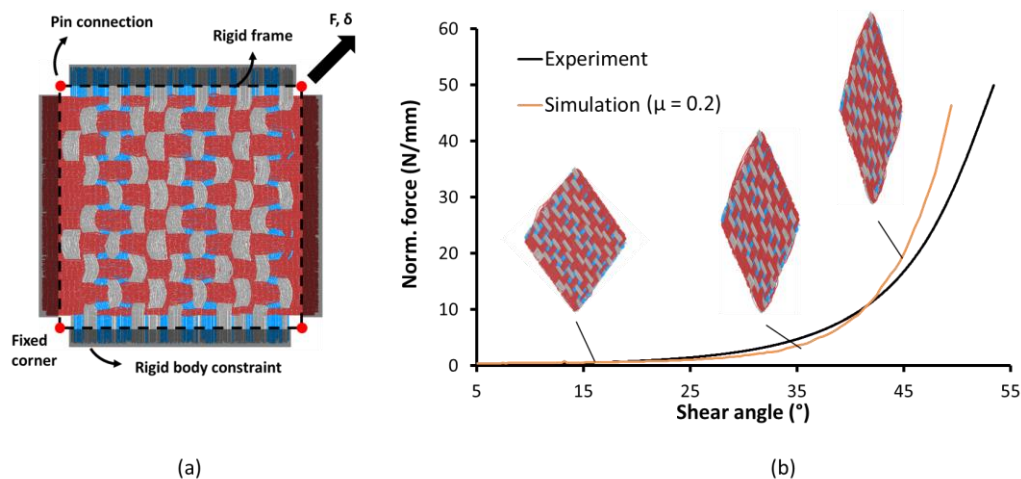 Pin connection
F, δ
Rigid frame
Fixed
corner
Rigid body constraint
(a)
(b)
Norm. force (N/mm)
60
50
40
30
20
10
0
Experiment
Simulation (μ = 0.2)
5
15
25
35
45
55
Shear angle (°)